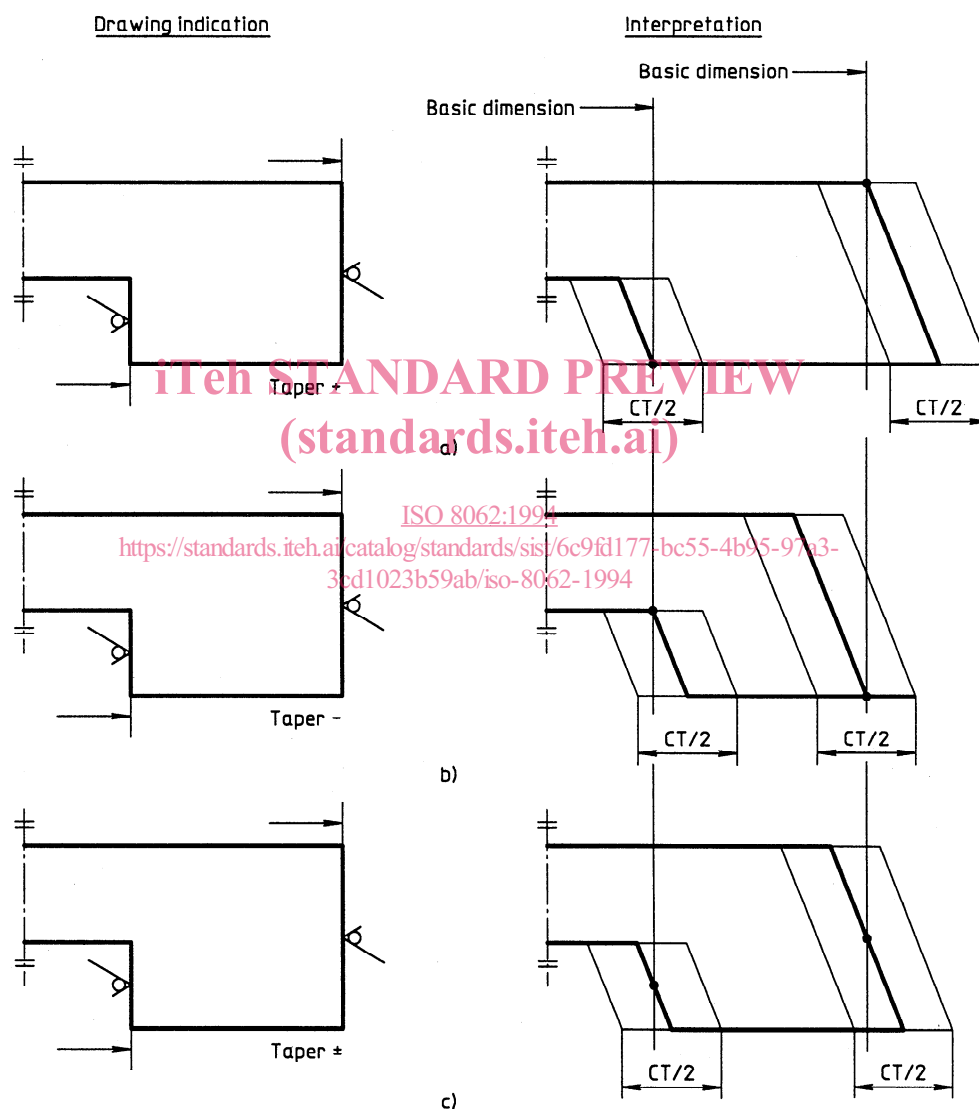 Drawing indication
Interpretation
Basic dimension
Basic dimension
Taper +
CT/2
CT/2
iTeh STANDARD PREVIEW
(standards.iteh.ai)
a)
ISO 8062:1994
https://standards.iteh.ai/catalog/standards/sist/6c9fd177-bc55-4b95-97a3-
3cd1023b59ab/iso-8062-1994
Taper -
CT/2
CT/2
b)
Taper ±
CT/2
CT/2
c)